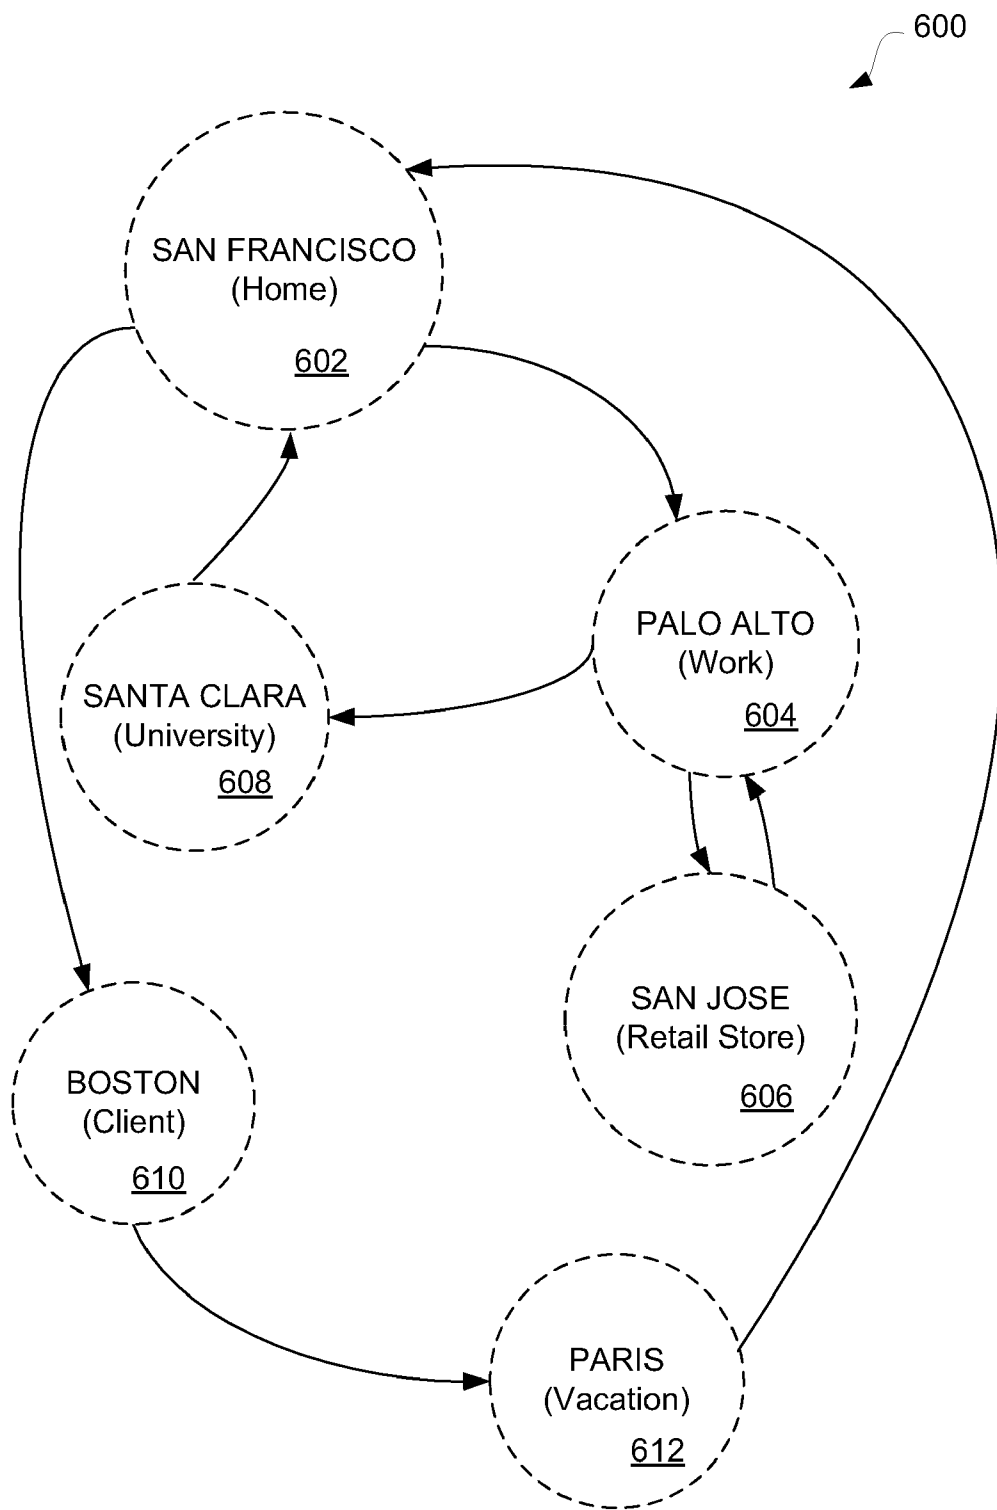 600
SAN FRANCISCO
(Home)
602
PALO ALTO
(Work)
604
SANTA CLARA
(University)
608
SAN JOSE
(Retail Store)
606
BOSTON
(Client)
610
PARIS
(Vacation)
612